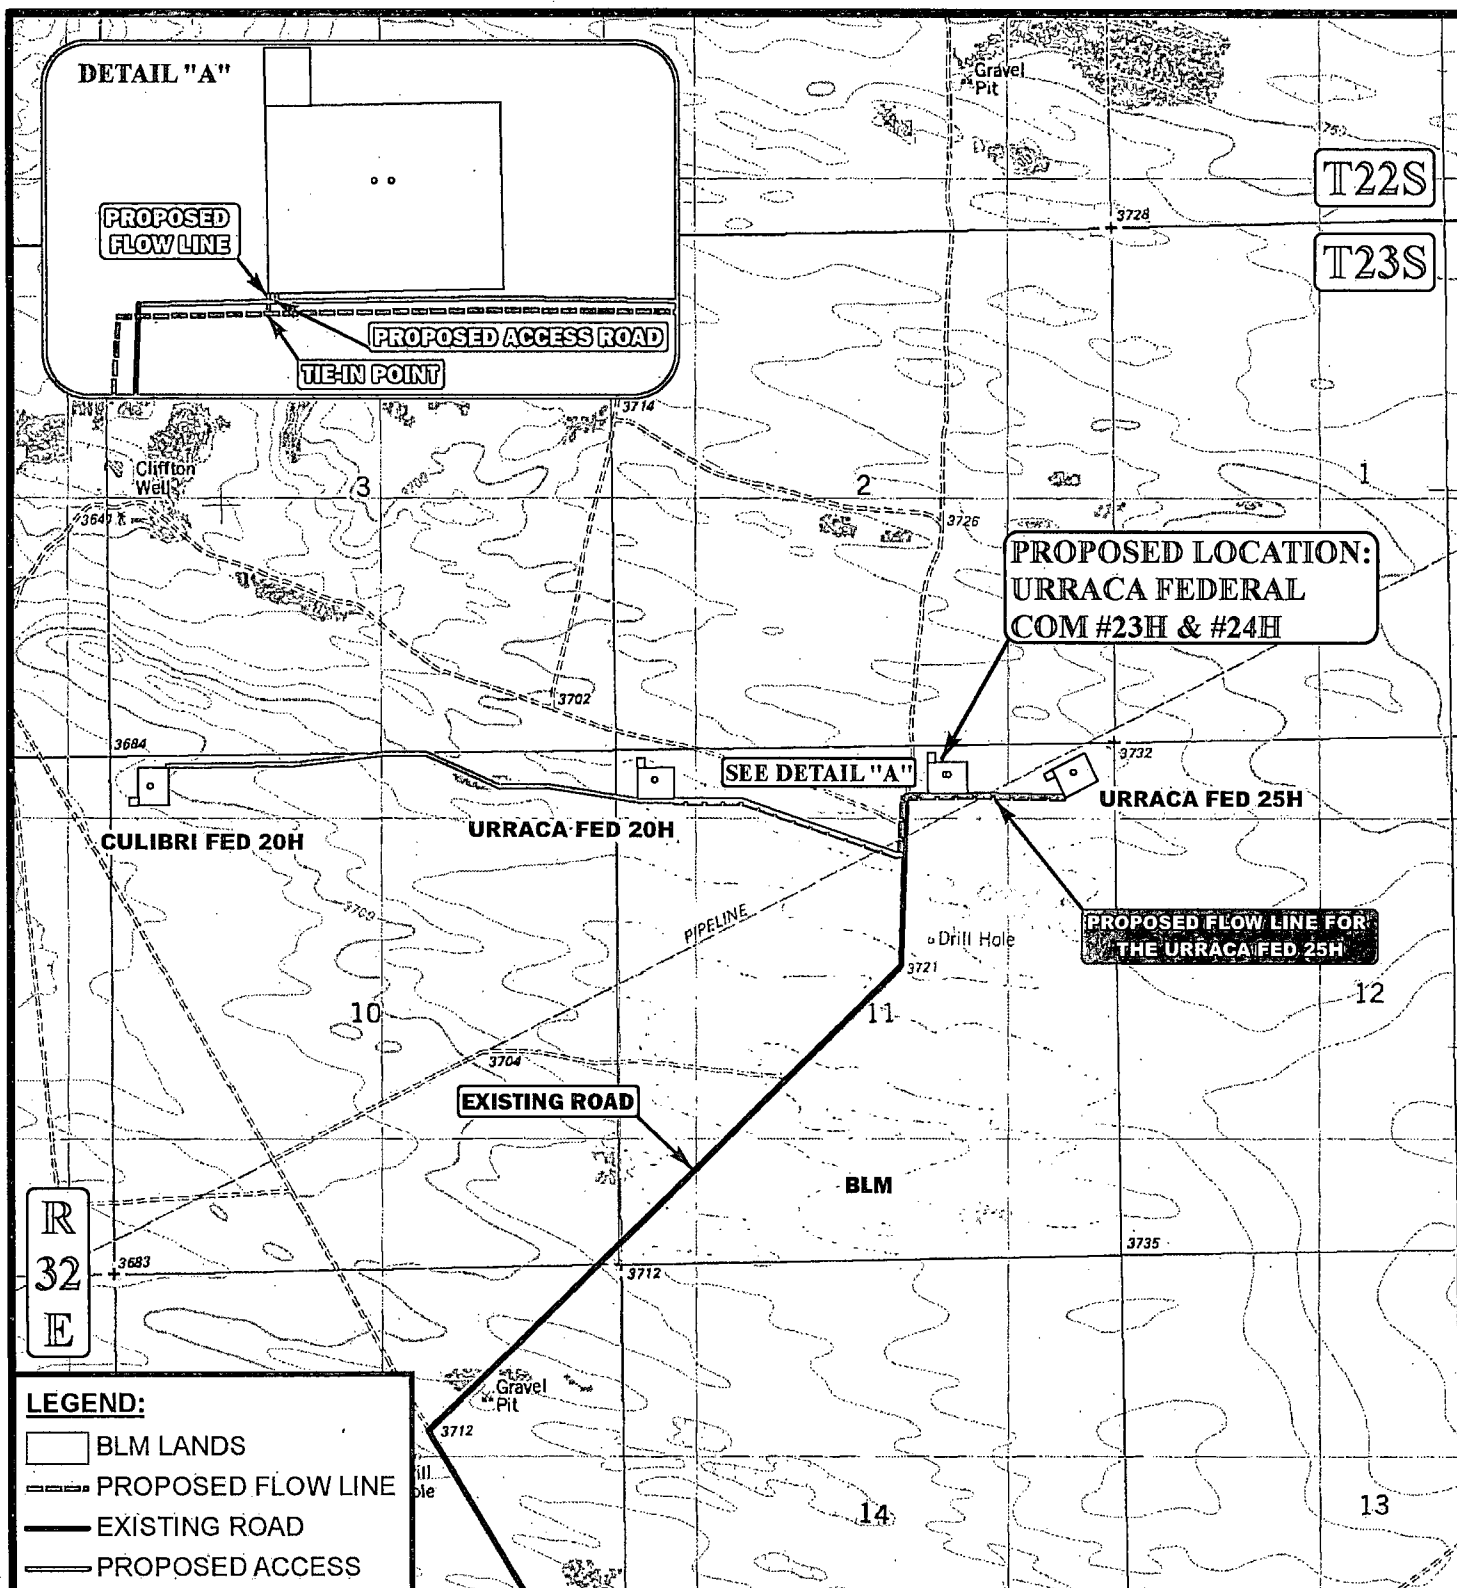 DETAIL "A"
PROPOSED
FLOW LINE
PROPOSED ACCESS ROAD
TIE-IN POINT
Gravel
Pit
T22S
3728
T23S
3714
Cliffton
Well
3
2
1
3726
PROPOSED LOCATION:
URRACA FEDERAL
COM #23H & #24H
3702
3684
3732
SEE DETAIL "A"
URRACA FED 25H
URRACA FED 20H
CULIBRI FED 20H
3700
PIPELINE
Drill Hole
PROPOSED FLOW LINE FOR
THE URRACA FED 25H
3721
10
11
12
3704
EXISTING ROAD
BLM
R
32
E
3683
3712
3735
Gravel
Pit
3712
14
13
LEGEND:
BLM LANDS
PROPOSED FLOW LINE
EXISTING ROAD
PROPOSED ACCESS